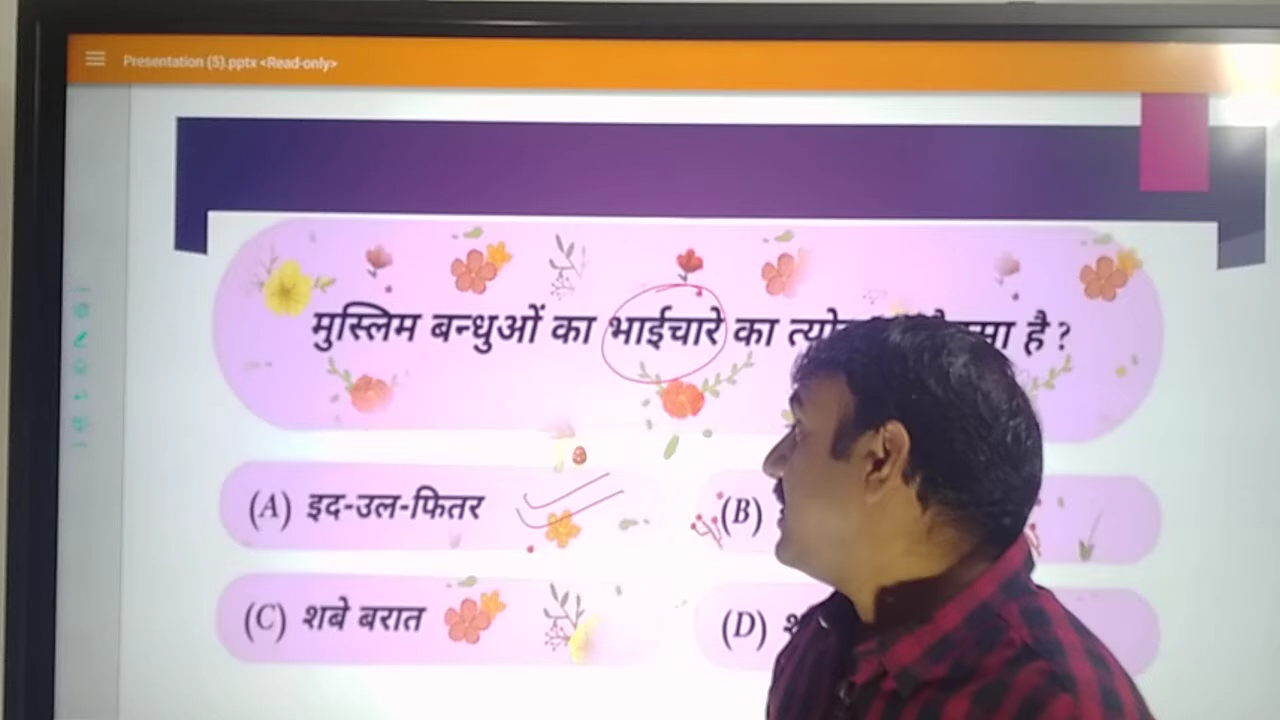 Presentation (5).pptx <Read-only>
मुस्लिम बन्धुओं का भाईचारे का है ?
(A) इद-उल-फितर
(B)
(C) शबे बरात
(D)